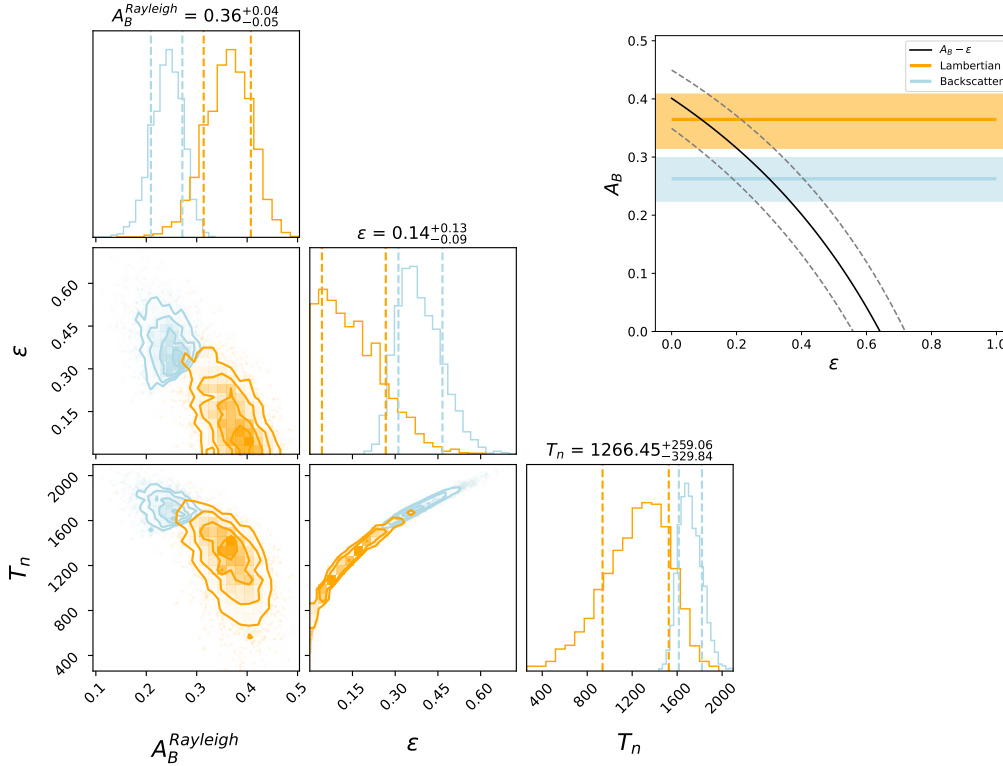 A_B^{Rayleigh} = 0.36^{+0.04}_{-0.05}
0.5
0.4
0.3
0.2
0.1
0.0
A_B
A_B − ε
Lambertian
Backscatter
0.0 0.2 0.4 0.6 0.8 1.0
ε
ε = 0.14^{+0.13}_{-0.09}
0.60
0.45
0.30
0.15
ε
T_n = 1266.45^{+259.06}_{-329.84}
2000
1600
1200
800
400
T_n
0.1 0.2 0.3 0.4 0.5
0.15 0.30 0.45 0.60
400 800 1200 1600 2000
A_B^{Rayleigh}
ε
T_n